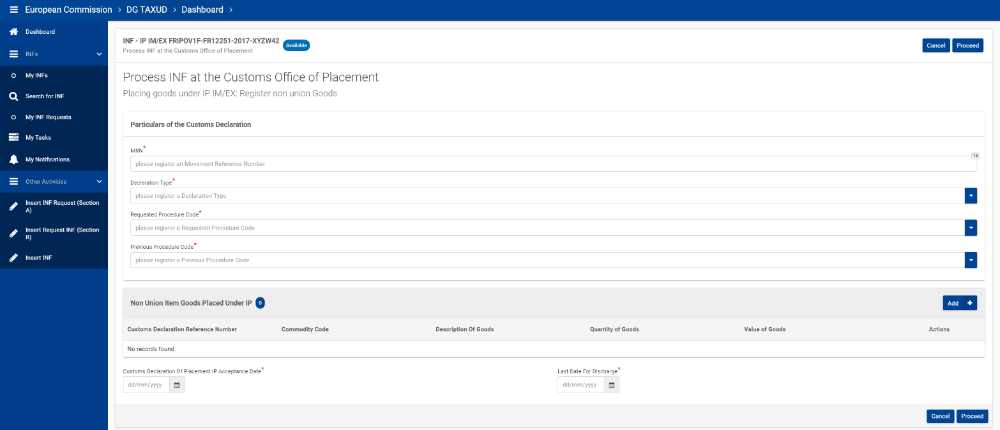 European Commission > DG TAXUD > Dashboard >
Dashboard
INFs
My INFs
Search for INF
My INF Requests
My Tasks
My Notifications
Other Activities
Insert INF Request (Section
A)
Insert Request INF (Section
B)
Insert INF
INF - IP IM/EX FRIPOV1F-FR12251-2017-XYZW42 Available
Process INF at the Customs Office of Placement
Cancel Proceed
Process INF at the Customs Office of Placement
Placing goods under IP IM/EX: Register non union Goods
Particulars of the Customs Declaration
MRN*
18
please register an Movement Reference Number
Declaration Type*
please register a Declaration Type
Requested Procedure Code*
please register a Requested Procedure Code
Previous Procedure Code*
please register a Previous Procedure Code
Non Union Item Goods Placed Under IP 0 Add +
Customs Declaration Reference Number Commodity Code Description Of Goods Quantity of Goods Value of Goods Actions
No records found
Customs Declaration Of Placement IP Acceptance Date* Last Date For Discharge*
dd/mm/yyyy dd/mm/yyyy
Cancel Proceed